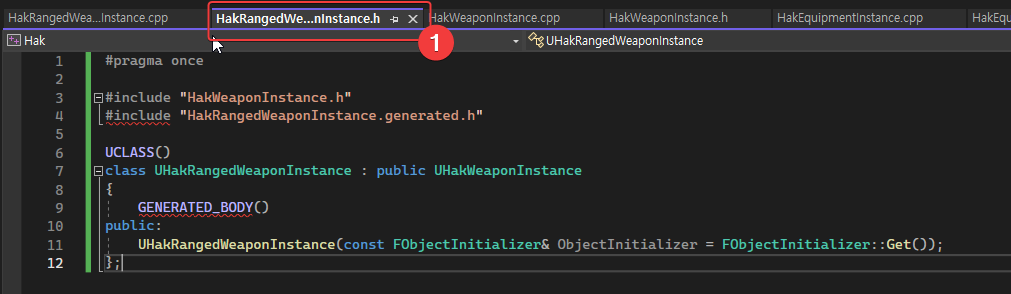 HakRangedWea...Instance.cpp
HakRangedWe...nInstance.h
HakWeaponInstance.cpp
HakWeaponInstance.h
HakEquipmentInstance.cpp
HakEqu
1
Hak
UHakRangedWeaponInstance
1 #pragma once
2
3 #include "HakWeaponInstance.h"
4 #include "HakRangedWeaponInstance.generated.h"
5
6 UCLASS()
7 class UHakRangedWeaponInstance : public UHakWeaponInstance
8 {
9 GENERATED_BODY()
10 public:
11 UHakRangedWeaponInstance(const FObjectInitializer& ObjectInitializer = FObjectInitializer::Get());
12 };